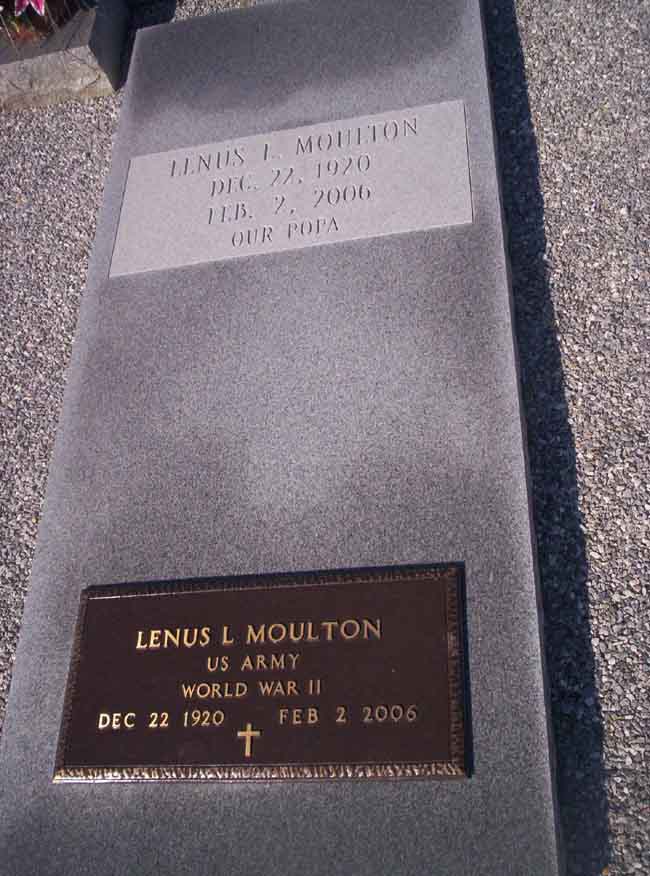 LENUS L. MOULTON
DEC. 22, 1920
FEB. 2, 2006
OUR POPA
LENUS L MOULTON
US ARMY
WORLD WAR II
DEC 22 1920 FEB 2 2006